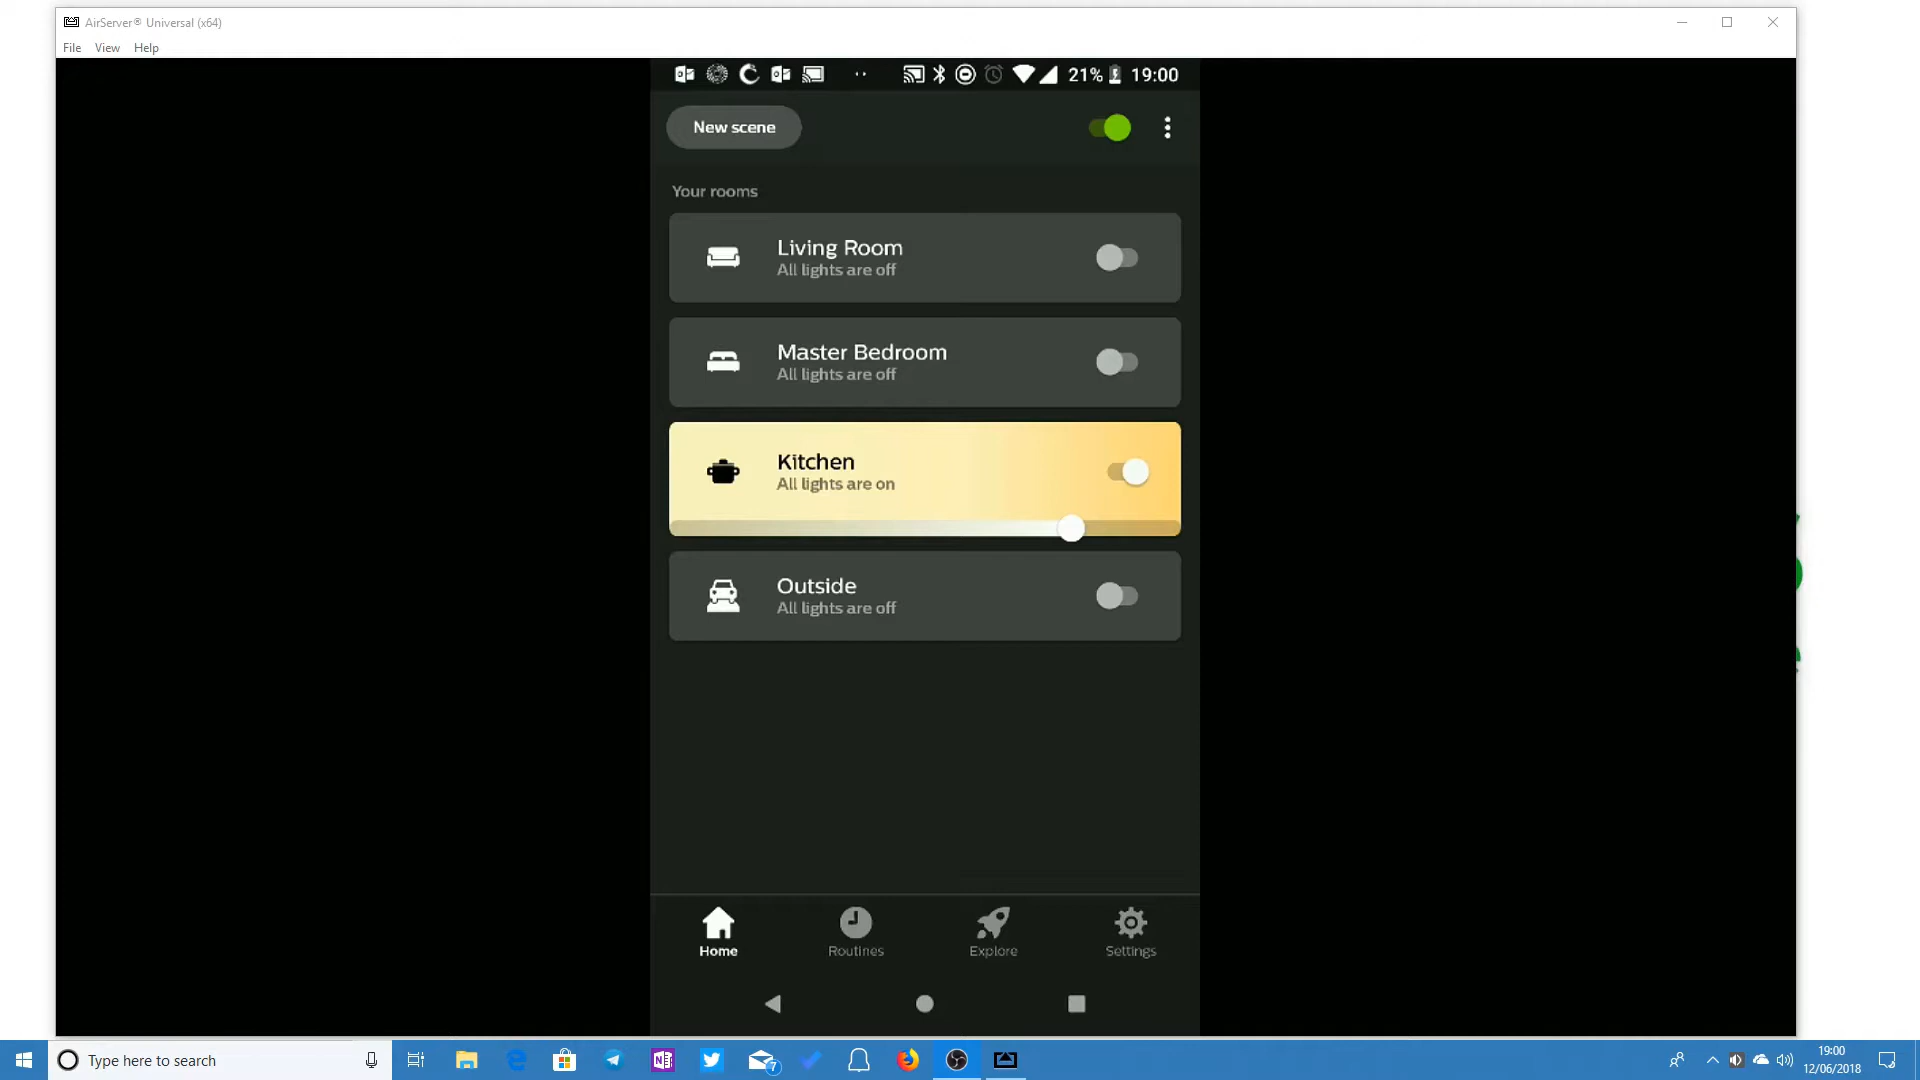 AirServer® Universal (x64)
File View Help
21% 19:00
New scene
Your rooms
Living Room
All lights are off
Master Bedroom
All lights are off
Kitchen
All lights are on
Outside
All lights are off
Home Routines Explore Settings
Type here to search
7
19:00
12/06/2018